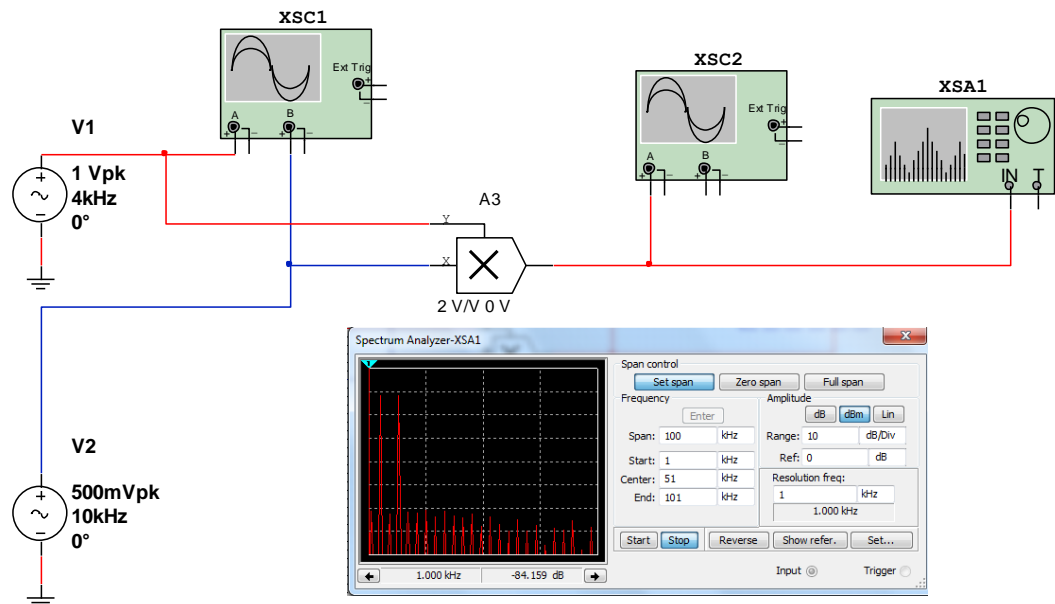 XSC1
Ext Trig
+
−
A
B
+ − + −
XSC2
Ext Trig
+
−
A
B
+ − + −
XSA1
IN T
V1
1 Vpk
4kHz
0°
+
−
A3
Y
X
2 V/V 0 V
V2
500mVpk
10kHz
0°
+
−
Spectrum Analyzer-XSA1
x
1
Span control
Set span Zero span Full span
Frequency
Enter
Span: 100 kHz
Start: 1 kHz
Center: 51 kHz
End: 101 kHz
Amplitude
dB dBm Lin
Range: 10 dB/Div
Ref: 0 dB
Resolution freq:
1 kHz
1.000 kHz
Start Stop Reverse Show refer. Set...
1.000 kHz -84.159 dB
Input Trigger